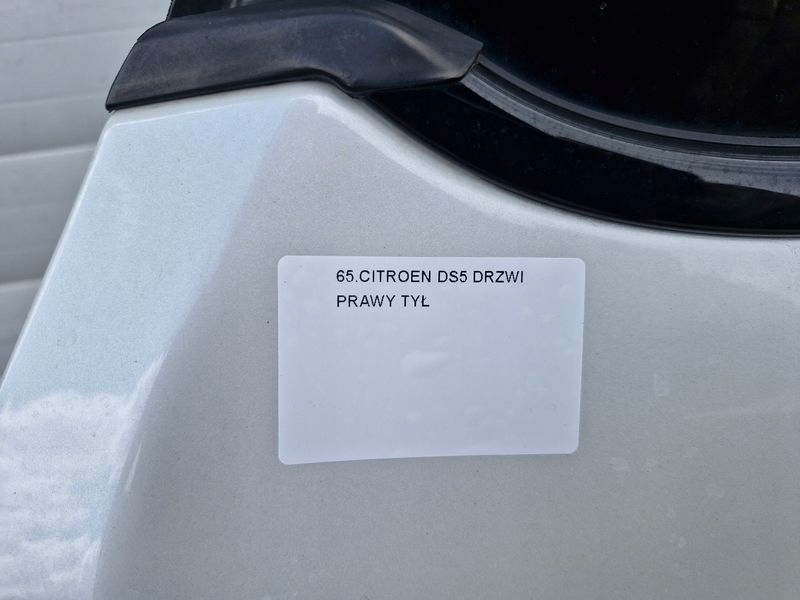 65.CITROEN DS5 DRZWI
PRAWY TYŁ